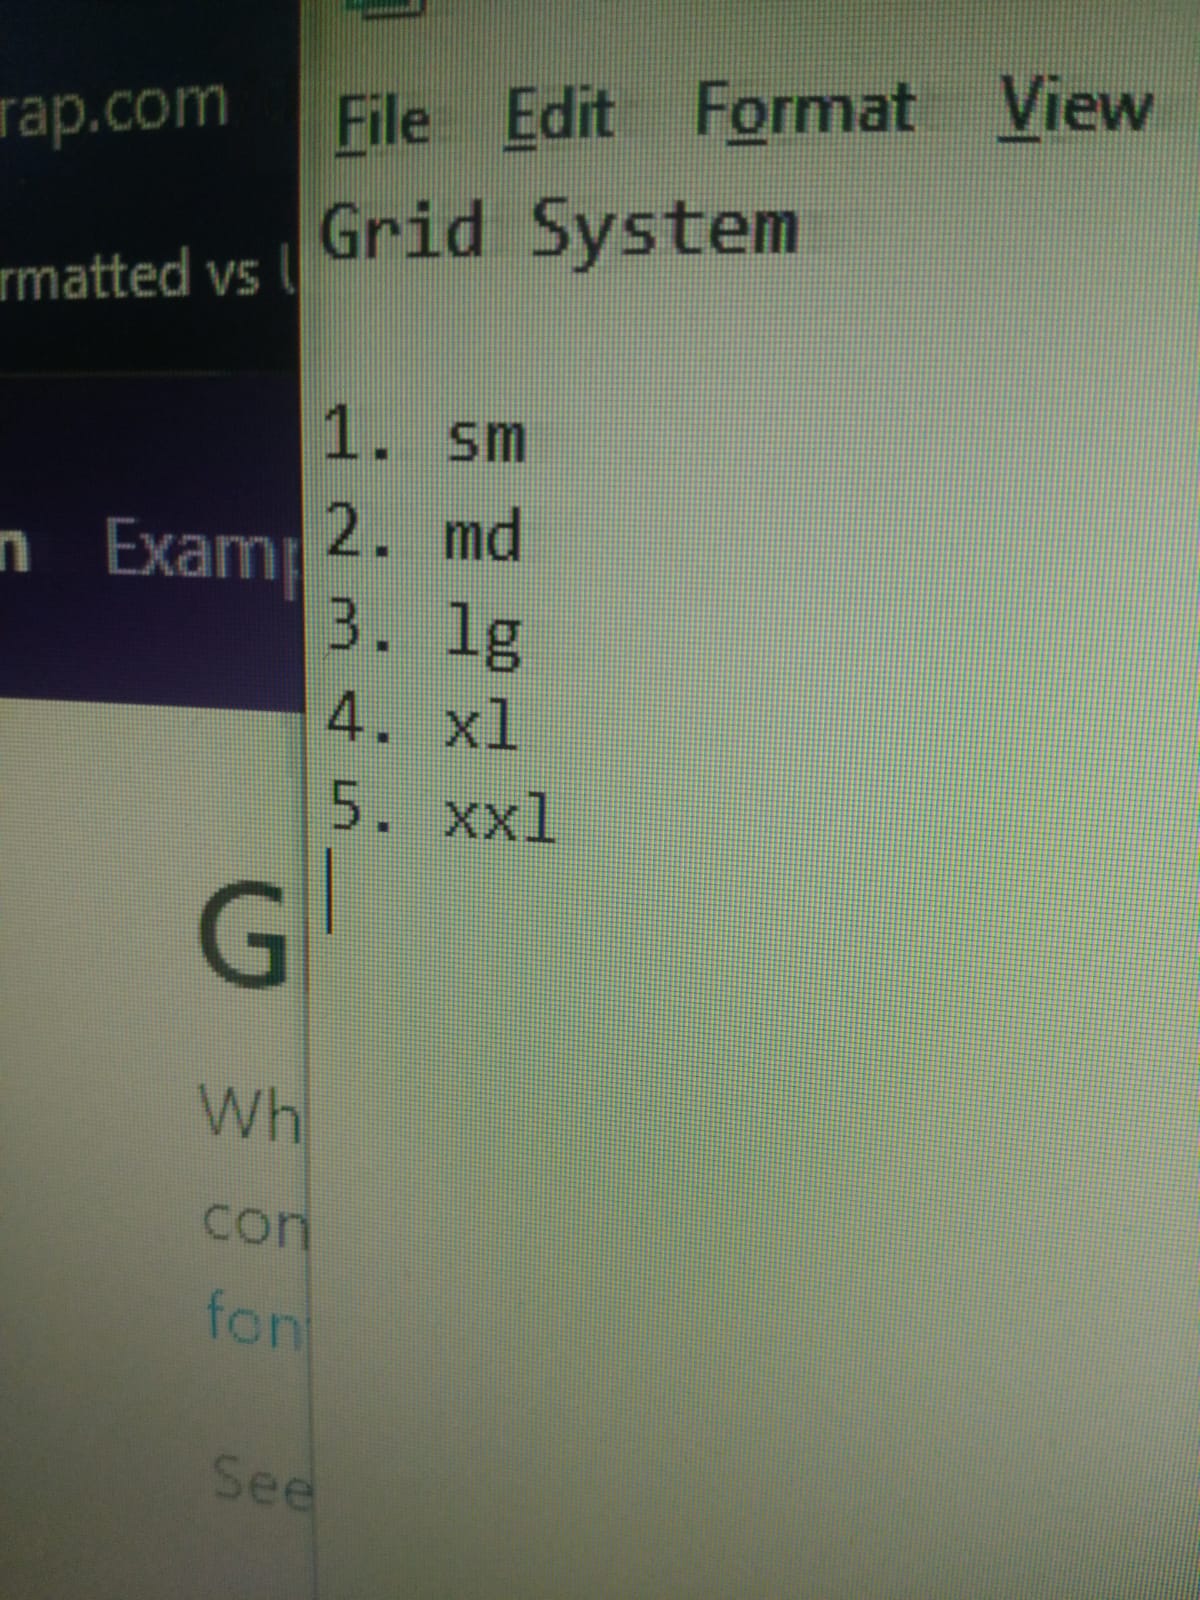 rap.com
rmatted vs
Examp
File Edit Format View
Grid System
1. sm
2. md
3. lg
4. xl
5. xxl
G
Wh
con
fon
See